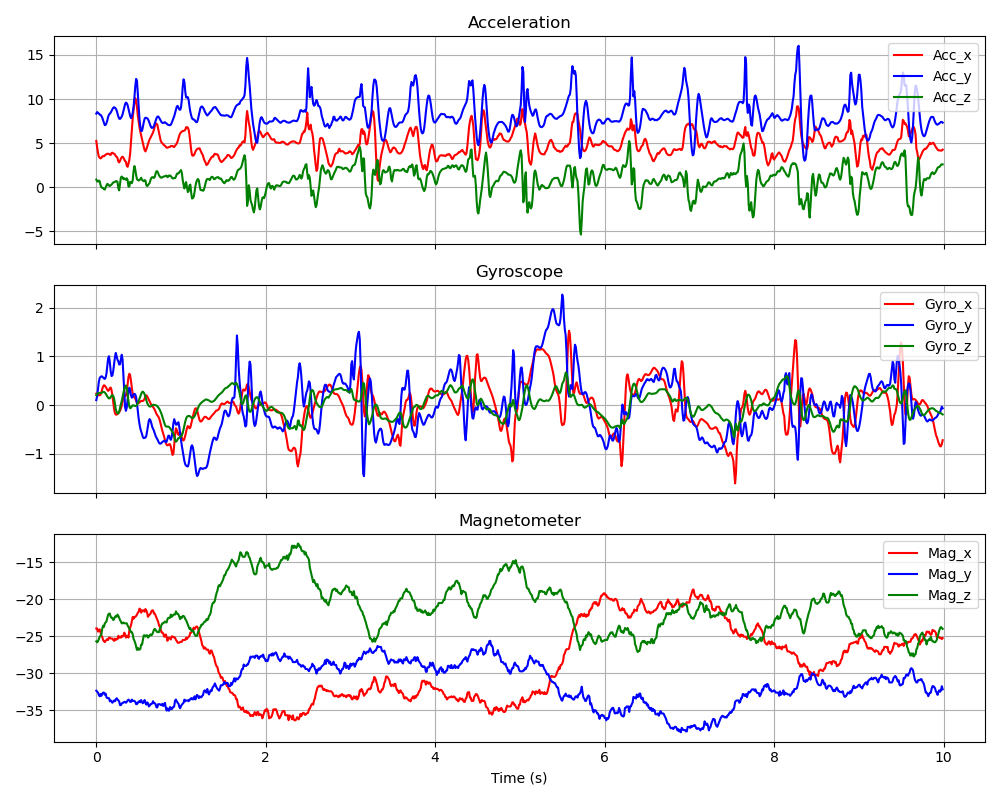 Acceleration
15
10
5
0
−5
Acc_x
Acc_y
Acc_z
Gyroscope
2
1
0
−1
Gyro_x
Gyro_y
Gyro_z
Magnetometer
−15
−20
−25
−30
−35
Mag_x
Mag_y
Mag_z
0 2 4 6 8 10
Time (s)